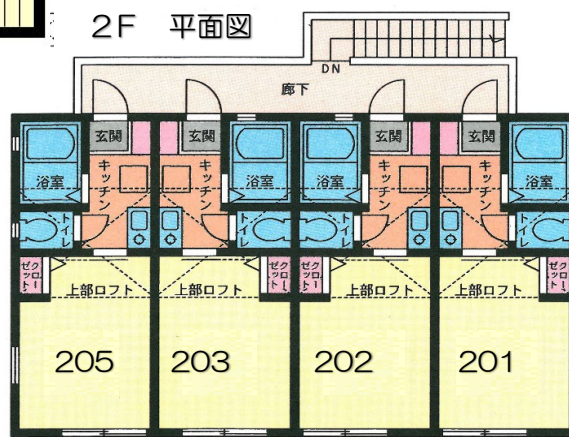 2F 平面図
DN
廊下
玄関
玄関
玄関
玄関
浴室
キッチン
キッチン
浴室
浴室
キッチン
キッチン
浴室
トイレ
トイレ
トイレ
トイレ
クローゼット
クローゼット
クローゼット
クローゼット
上部ロフト
上部ロフト
上部ロフト
上部ロフト
205
203
202
201